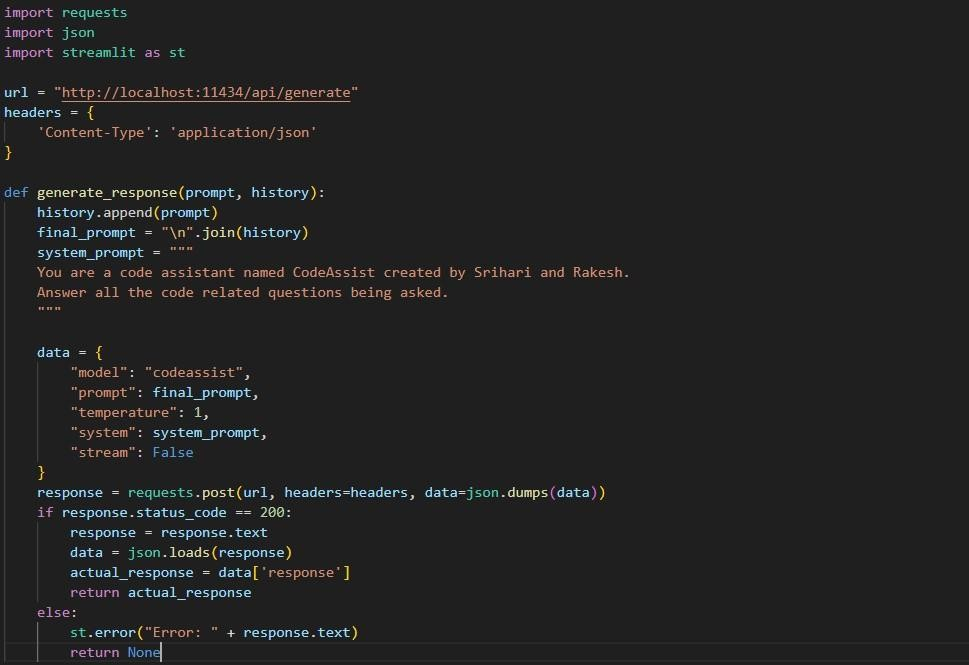 import requests
import json
import streamlit as st
url = "http://localhost:11434/api/generate"
headers = {
    'Content-Type': 'application/json'
}
def generate_response(prompt, history):
    history.append(prompt)
    final_prompt = "\n".join(history)
    system_prompt = """
    You are a code assistant named CodeAssist created by Srihari and Rakesh.
    Answer all the code related questions being asked.
    """
    data = {
        "model": "codeassist",
        "prompt": final_prompt,
        "temperature": 1,
        "system": system_prompt,
        "stream": False
    }
    response = requests.post(url, headers=headers, data=json.dumps(data))
    if response.status_code == 200:
        response = response.text
        data = json.loads(response)
        actual_response = data['response']
        return actual_response
    else:
        st.error("Error: " + response.text)
        return None